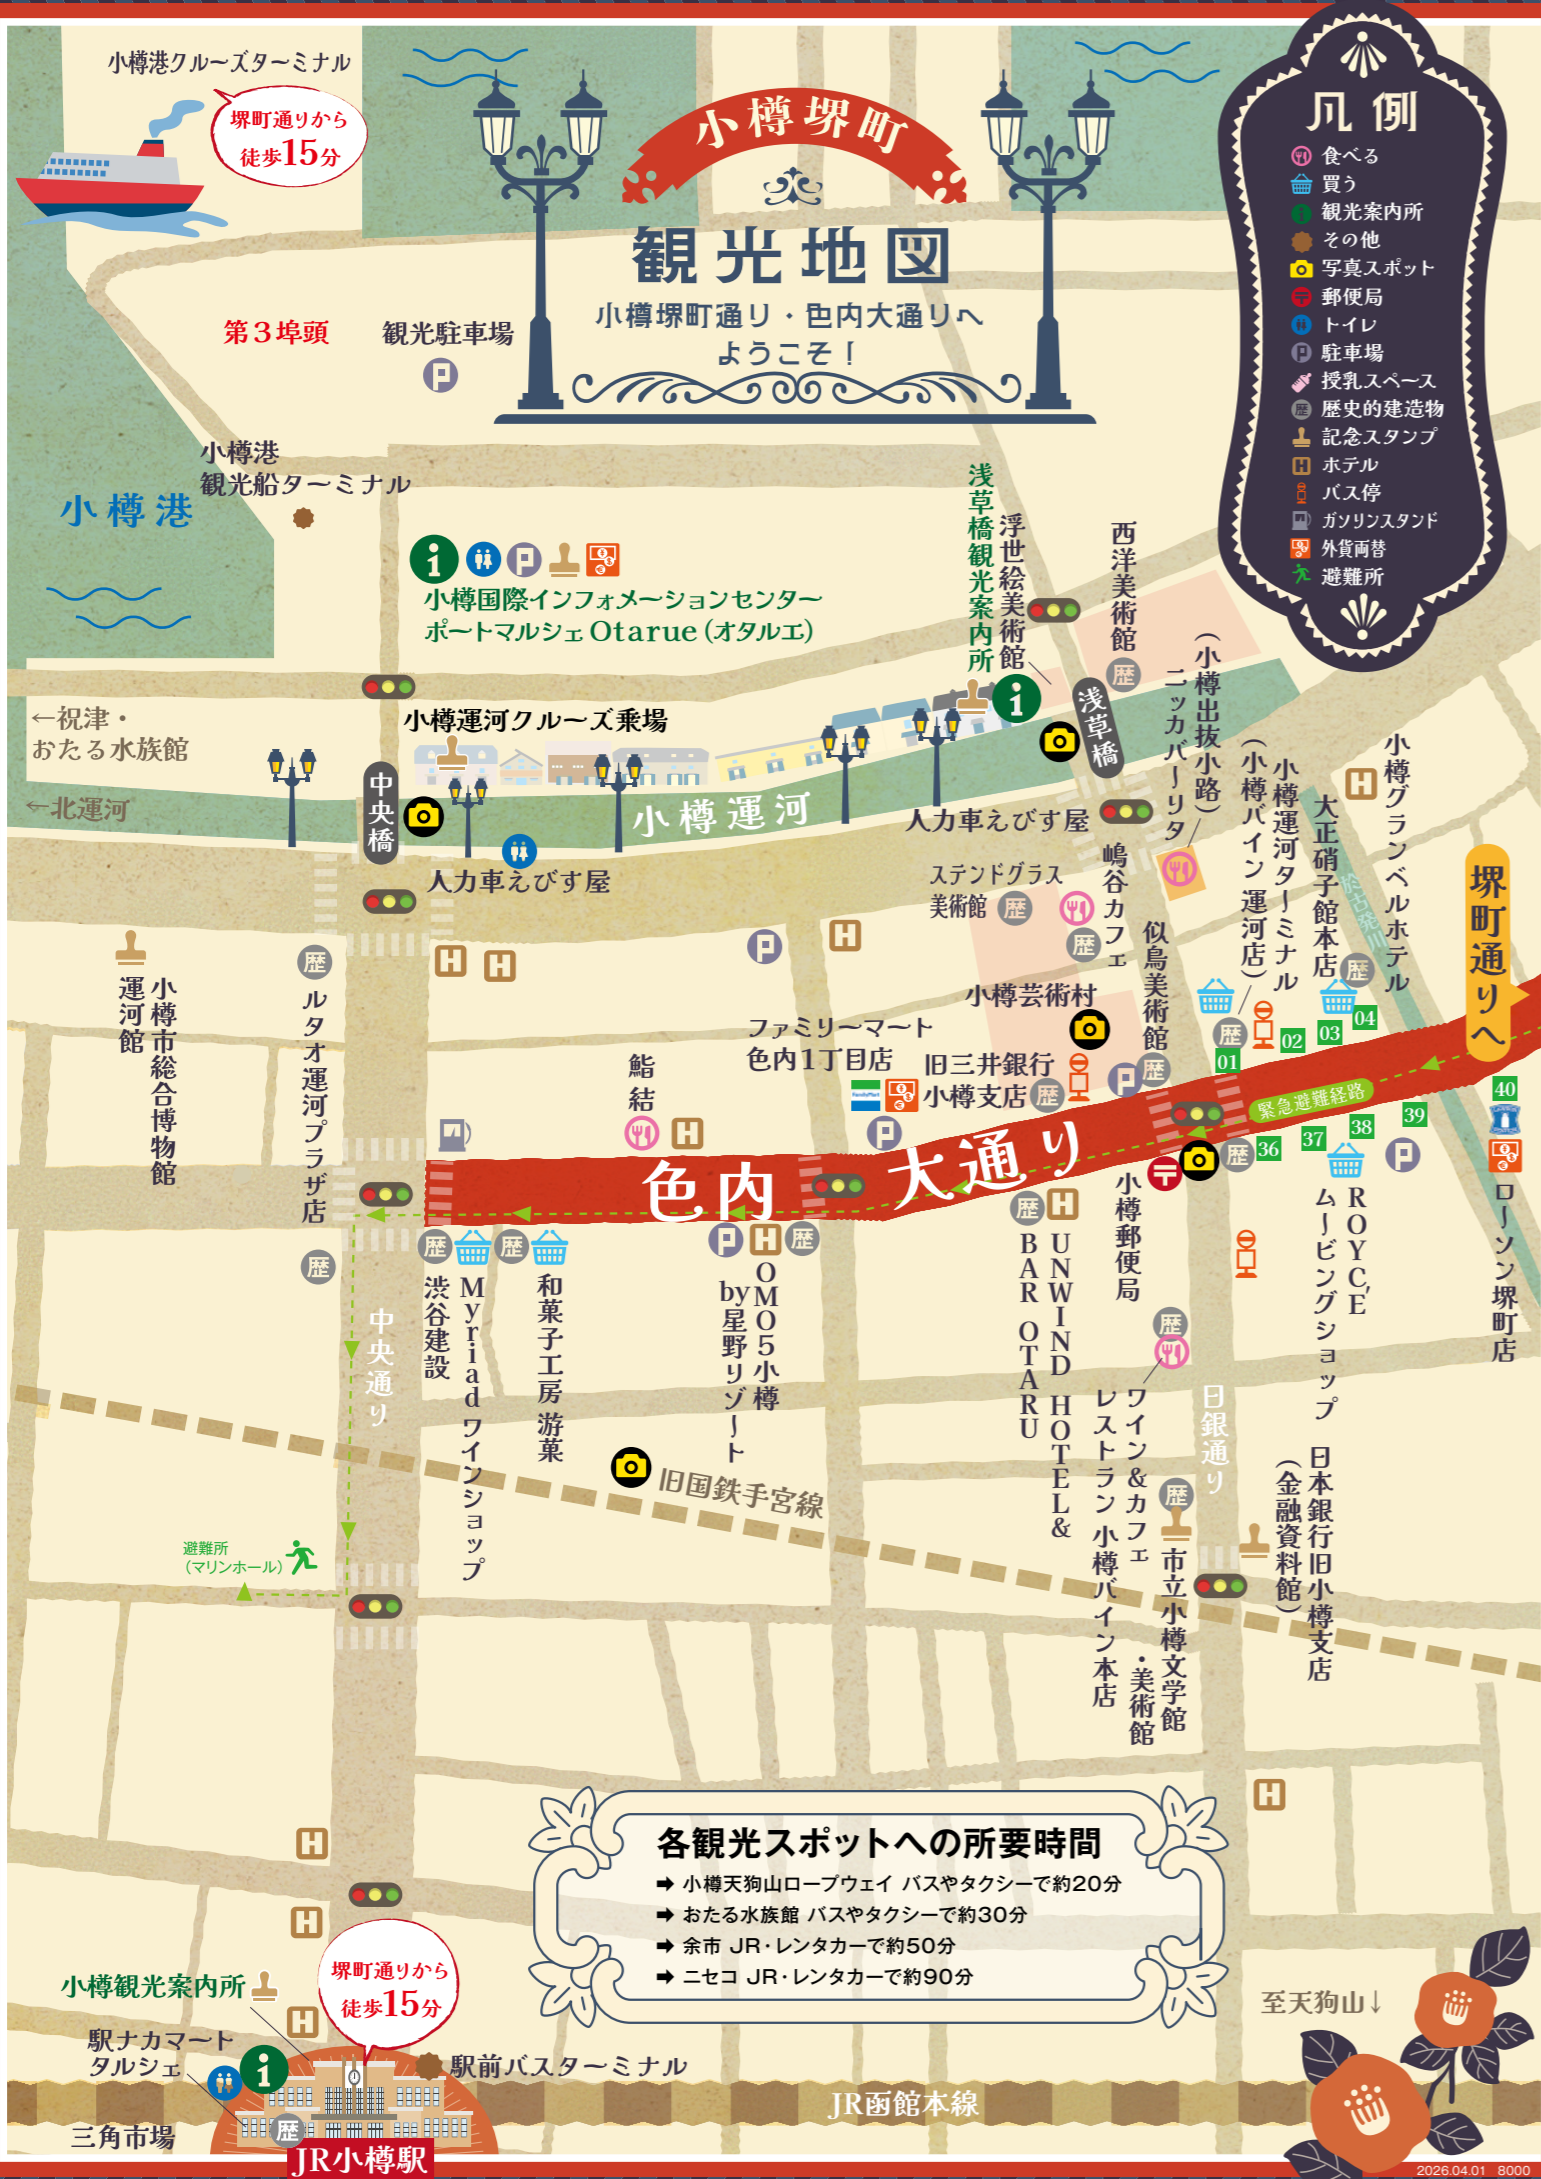 小樽港クルーズターミナル
堺町通りから
徒歩15分
小樽堺町
観光地図
小樽堺町通り・色内大通りへ
ようこそ！
凡例
食べる
買う
観光案内所
その他
写真スポット
郵便局
トイレ
駐車場
授乳スペース
歴史的建造物
記念スタンプ
ホテル
バス停
ガソリンスタンド
外貨両替
避難所
第3埠頭
観光駐車場
小樽港
観光船ターミナル
小樽港
小樽国際インフォメーションセンター
ポートマルシェ Otarue（オタルエ）
浅草橋観光案内所
浮世絵美術館
西洋美術館
（小樽出抜小路）
ニッカバーリタ
浅草橋
←祝津・
おたる水族館
←北運河
小樽運河クルーズ乗場
中央橋
小樽運河
人力車えびす屋
人力車えびす屋
ステンドグラス
美術館
嶋谷カフェ
似鳥美術館
小樽運河ターミナル
（小樽バイン 運河店）
大正硝子館本店
小樽グランベルホテル
於古発川
堺町通りへ
小樽市総合博物館
運河館
ルタオ運河プラザ店
鮨結
ファミリーマート
色内1丁目店
FamilyMart
小樽芸術村
旧三井銀行
小樽支店
01
02
03
04
緊急避難経路
36
37
38
39
40
色内大通り
ローソン堺町店
ROYCE'
ムービングショップ
小樽郵便局
UNWIND HOTEL&
BAR OTARU
OMO5小樽
by星野リゾート
和菓子工房 游菓
Myriad ワインショップ
渋谷建設
中央通り
日銀通り
ワイン&カフェ
レストラン 小樽バイン本店
市立小樽文学館
・美術館
日本銀行旧小樽支店
（金融資料館）
旧国鉄手宮線
避難所
（マリンホール）
各観光スポットへの所要時間
➡ 小樽天狗山ロープウェイ バスやタクシーで約20分
➡ おたる水族館 バスやタクシーで約30分
➡ 余市 JR・レンタカーで約50分
➡ ニセコ JR・レンタカーで約90分
至天狗山↓
堺町通りから
徒歩15分
小樽観光案内所
駅ナカマート
タルシェ
三角市場
駅前バスターミナル
JR函館本線
JR小樽駅
2026.04.01 8000